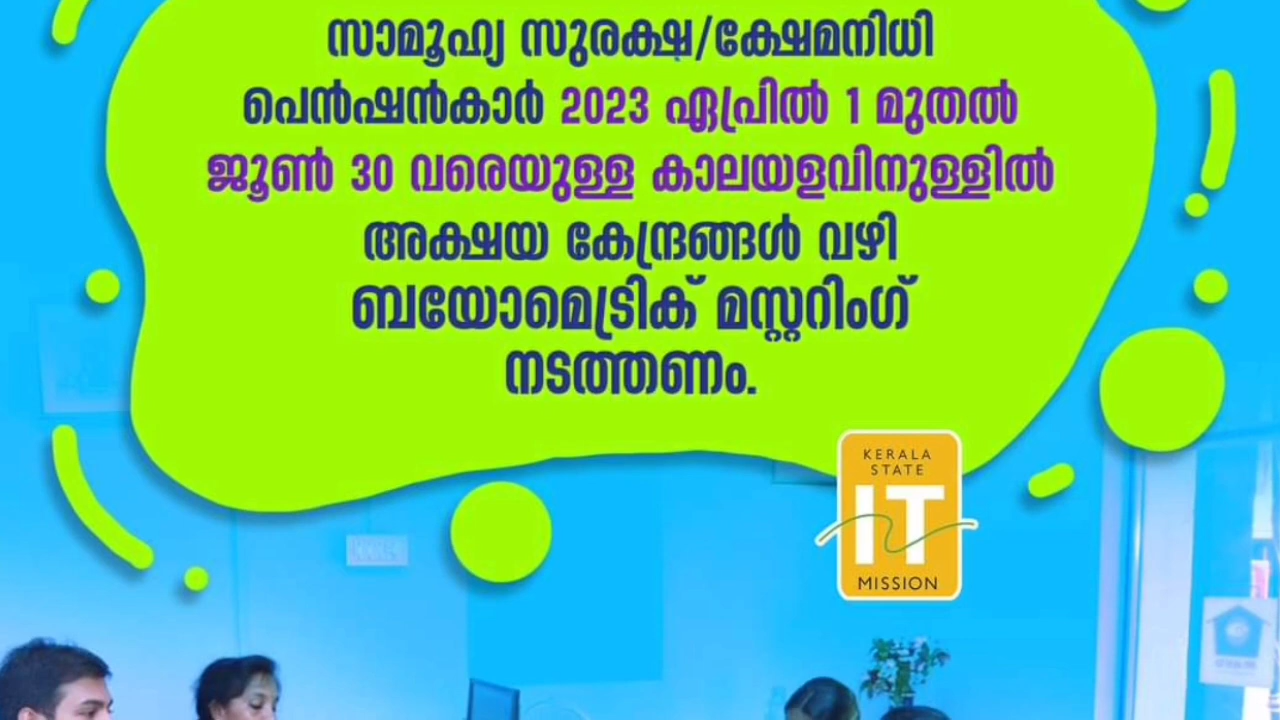 സാമൂഹ്യ സുരക്ഷ/ക്ഷേമനിധി
പെൻഷൻകാർ 2023 ഏപ്രിൽ 1 മുതൽ
ജൂൺ 30 വരെയുള്ള കാലയളവിനുള്ളിൽ
അക്ഷയ കേന്ദ്രങ്ങൾ വഴി
ബയോമെട്രിക് മസ്റ്ററിംഗ്
നടത്തണം.
KERALA
STATE
IT
MISSION